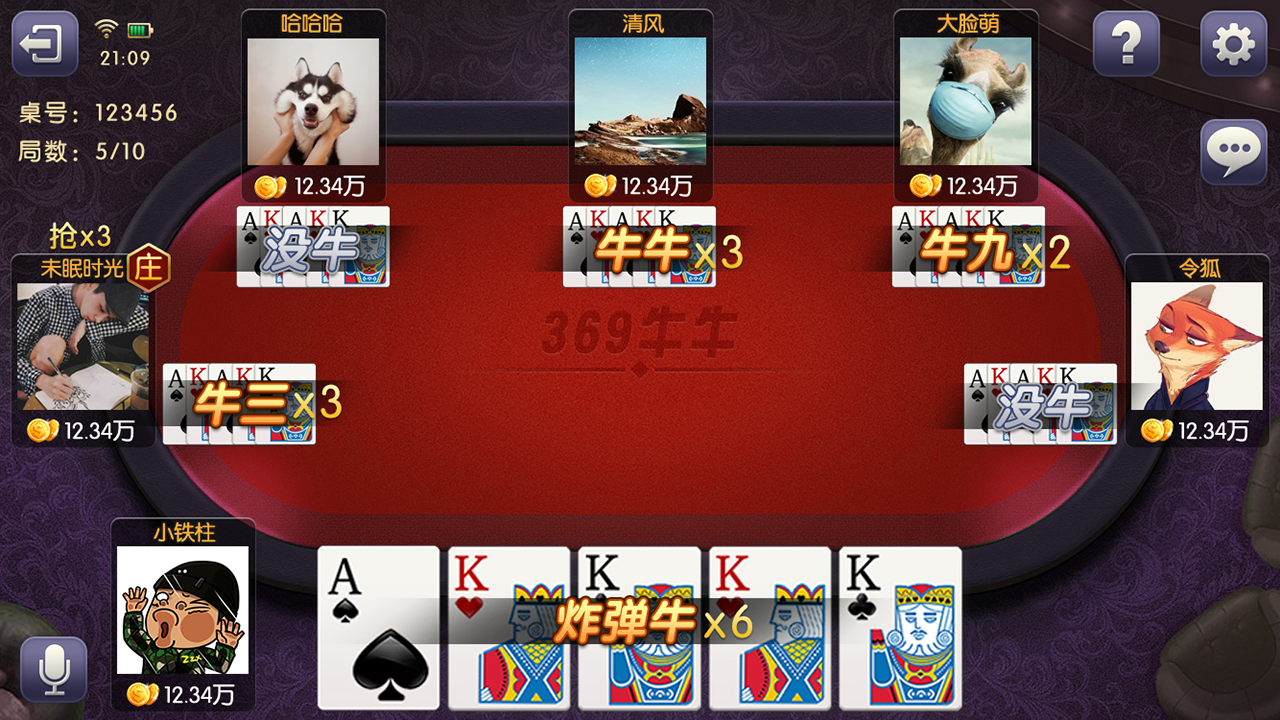 21:09
桌号：123456
局数：5/10
哈哈哈
12.34万
A K A K K
没牛
清风
12.34万
A K A K K
牛牛x3
大脸萌
12.34万
A K A K K
牛九x2
抢x3
未眠时光
庄
12.34万
A K A K K
牛三x3
369牛牛
令狐
12.34万
A K A K K
没牛
小铁柱
ZZX
12.34万
A K K K K
炸弹牛x6